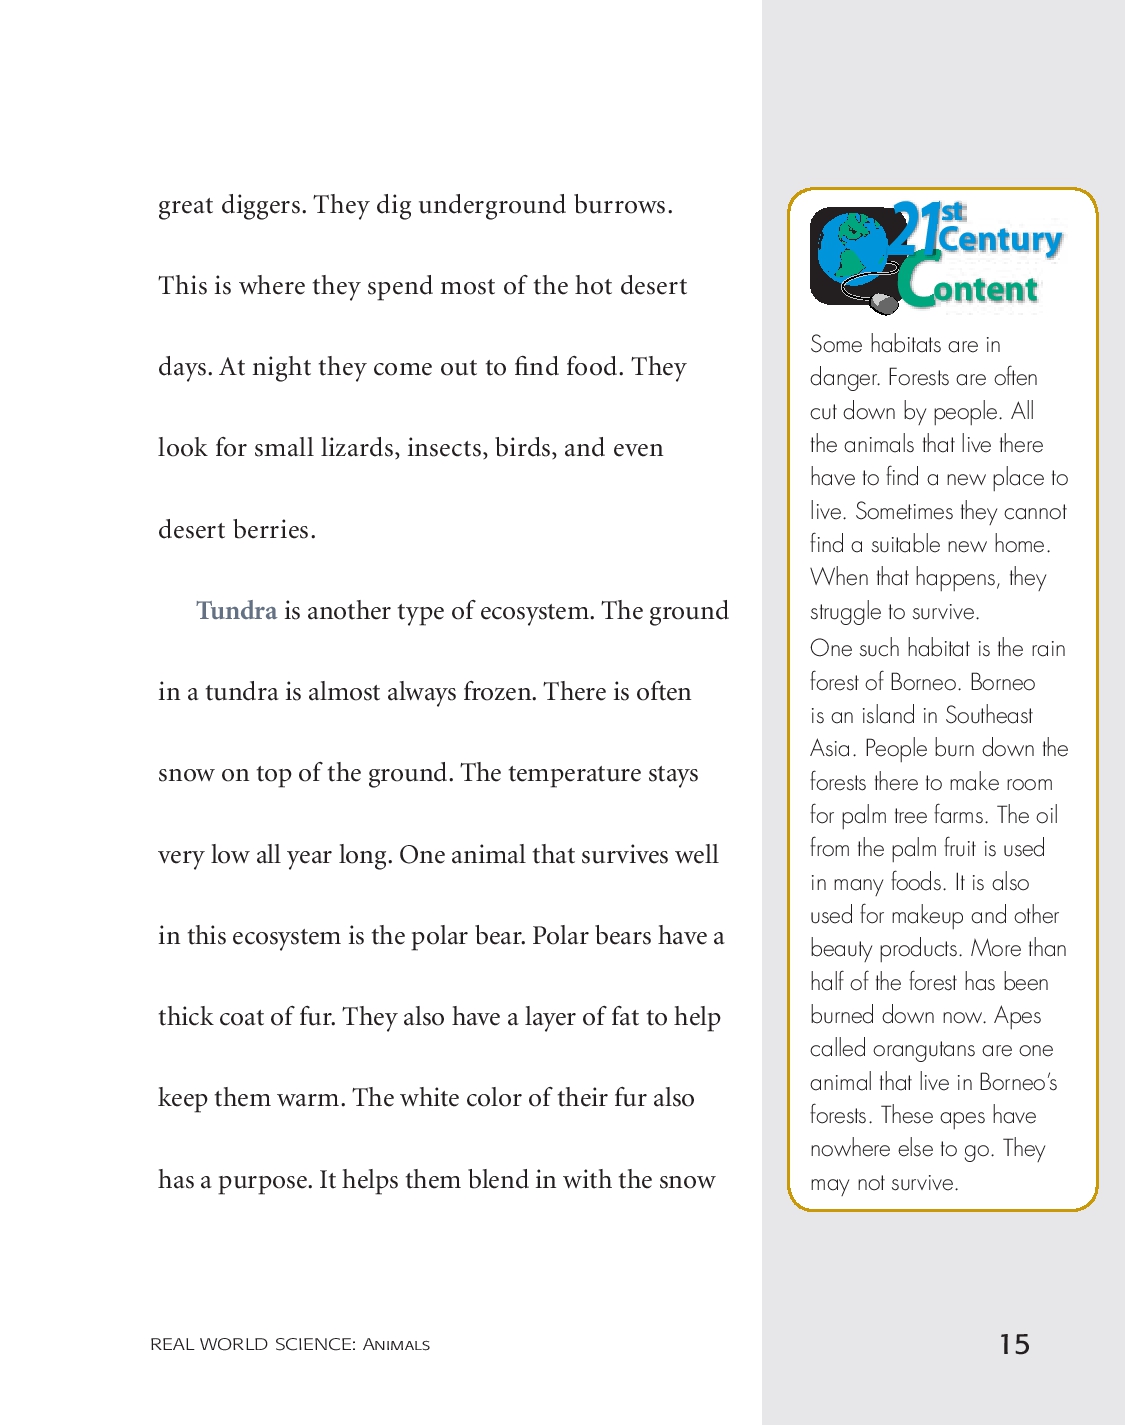 great diggers. They dig underground burrows.
This is where they spend most of the hot desert
days. At night they come out to find food. They
look for small lizards, insects, birds, and even
desert berries.
Tundra is another type of ecosystem. The ground
in a tundra is almost always frozen. There is often
snow on top of the ground. The temperature stays
very low all year long. One animal that survives well
in this ecosystem is the polar bear. Polar bears have a
thick coat of fur. They also have a layer of fat to help
keep them warm. The white color of their fur also
has a purpose. It helps them blend in with the snow
21st
Century
Content
Some habitats are in
danger. Forests are often
cut down by people. All
the animals that live there
have to find a new place to
live. Sometimes they cannot
find a suitable new home.
When that happens, they
struggle to survive.
One such habitat is the rain
forest of Borneo. Borneo
is an island in Southeast
Asia. People burn down the
forests there to make room
for palm tree farms. The oil
from the palm fruit is used
in many foods. It is also
used for makeup and other
beauty products. More than
half of the forest has been
burned down now. Apes
called orangutans are one
animal that live in Borneo's
forests. These apes have
nowhere else to go. They
may not survive.
REAL WORLD SCIENCE: Animals
15